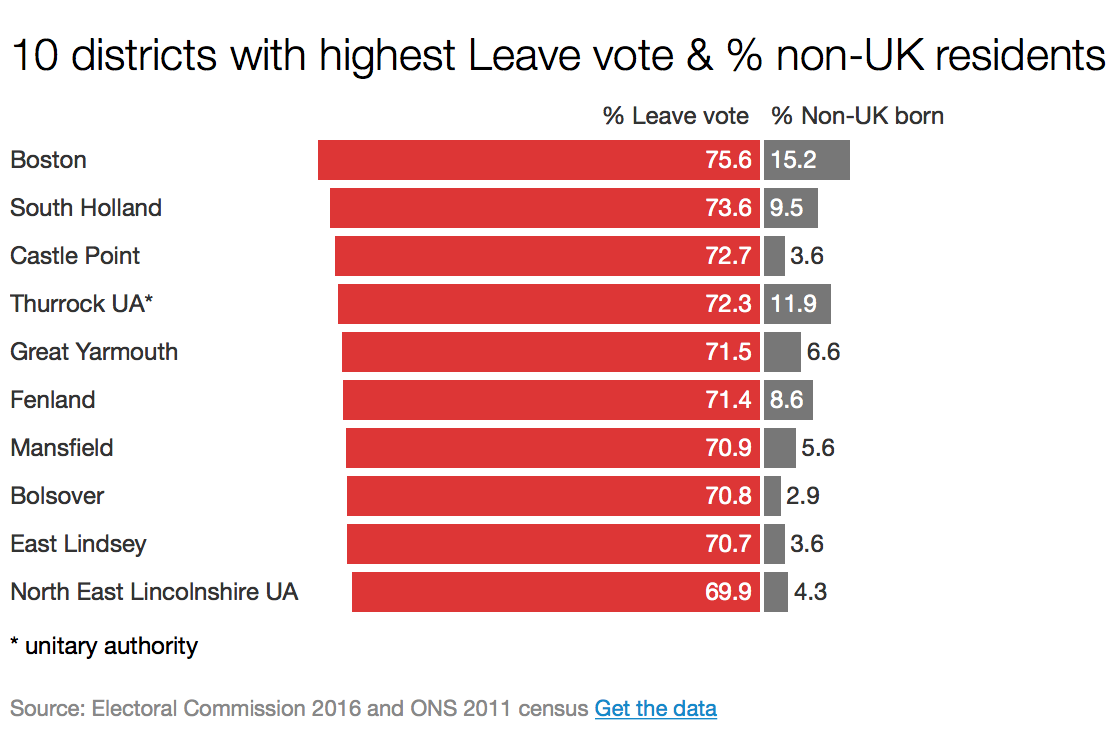 10 districts with highest Leave vote & % non-UK residents
% Leave vote % Non-UK born
Boston 75.6 15.2
South Holland 73.6 9.5
Castle Point 72.7 3.6
Thurrock UA* 72.3 11.9
Great Yarmouth 71.5 6.6
Fenland 71.4 8.6
Mansfield 70.9 5.6
Bolsover 70.8 2.9
East Lindsey 70.7 3.6
North East Lincolnshire UA 69.9 4.3
* unitary authority
Source: Electoral Commission 2016 and ONS 2011 census Get the data